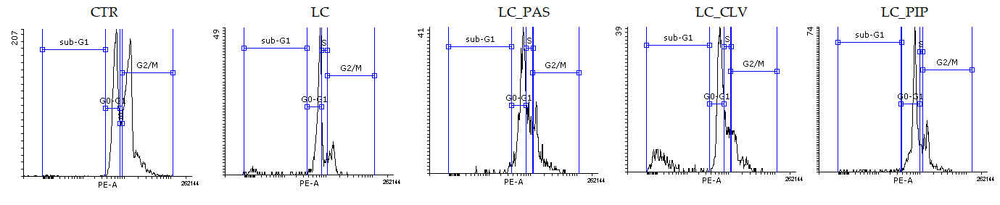 CTR
207
sub-G1
G2/M
G0-G1
S
PE-A
262144
LC
49
sub-G1
S
G2/M
G0-G1
PE-A
262144
LC_PAS
41
sub-G1
S
G2/M
G0-G1
PE-A
262144
LC_CLV
39
sub-G1
S
G2/M
G0-G1
PE-A
262144
LC_PIP
74
sub-G1
S
G2/M
G0-G1
PE-A
262144